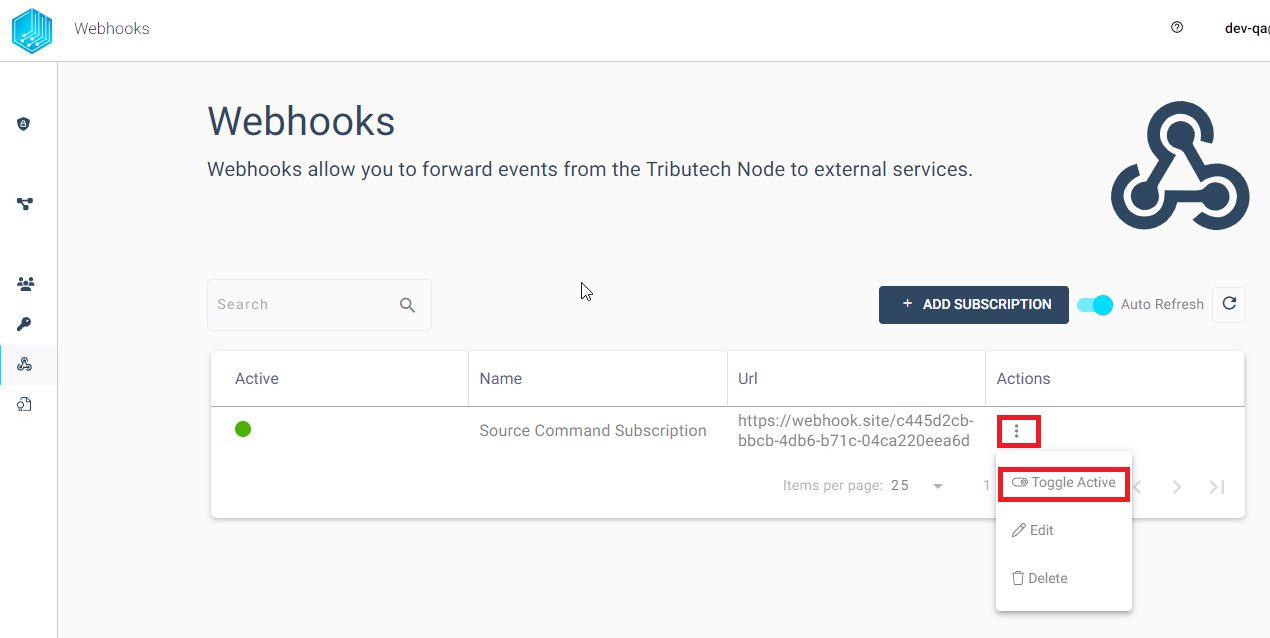 Webhooks
dev-qa
Webhooks
Webhooks allow you to forward events from the Tributech Node to external services.
Search
+ ADD SUBSCRIPTION
Auto Refresh
Active Name Url Actions
Source Command Subscription
https://webhook.site/c445d2cb-
bbcb-4db6-b71c-04ca220eea6d
Items per page: 25
1
Toggle Active
Edit
Delete